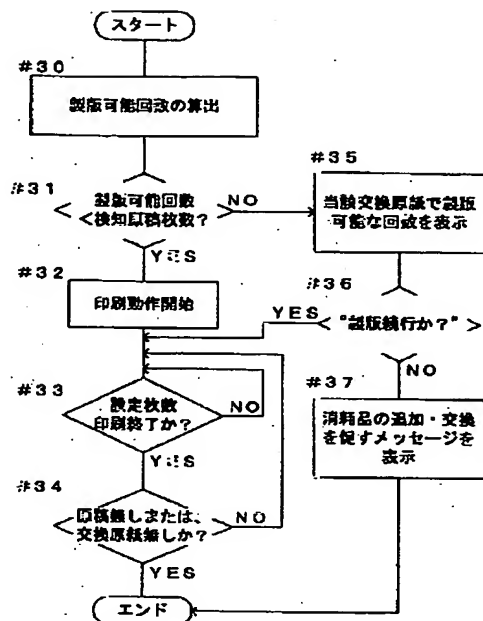 スタート
#30
製版可能回数の算出
#31
製版可能回数
<検知原稿枚数?
NO
YES
#32
印刷動作開始
#33
設定枚数
印刷終了か?
NO
YES
#34
原稿無しまたは、
交換原紙無しか?
NO
YES
エンド
#35
当該交換原紙で製版
可能な回数を表示
#36
"製版続行か?"
YES
NO
#37
消耗品の追加・交換
を促すメッセージを
表示